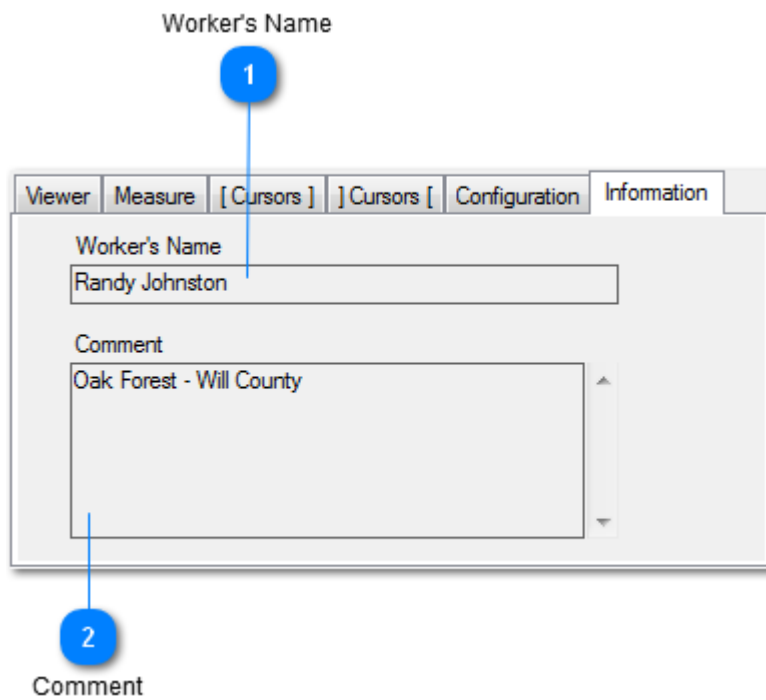 Worker's Name
1
Viewer Measure [ Cursors ] ] Cursors [ Configuration Information
Worker's Name
Randy Johnston
Comment
Oak Forest - Will County
2
Comment